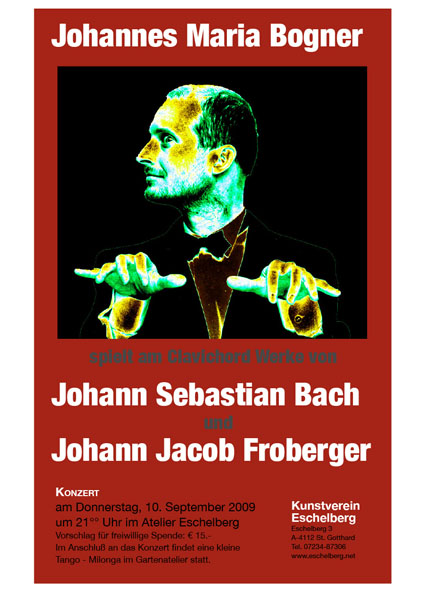 Johannes Maria Bogner
spielt am Clavichord Werke von
Johann Sebastian Bach
und
Johann Jacob Froberger
KONZERT
am Donnerstag, 10. September 2009
um 21⁰⁰ Uhr im Atelier Eschelberg
Vorschlag für freiwillige Spende: € 15.-
Im Anschluß an das Konzert findet eine kleine
Tango - Milonga im Gartenatelier statt.
Kunstverein
Eschelberg
Eschelberg 3
A-4112 St. Gotthard
Tel. 07234-87306
www.eschelberg.net